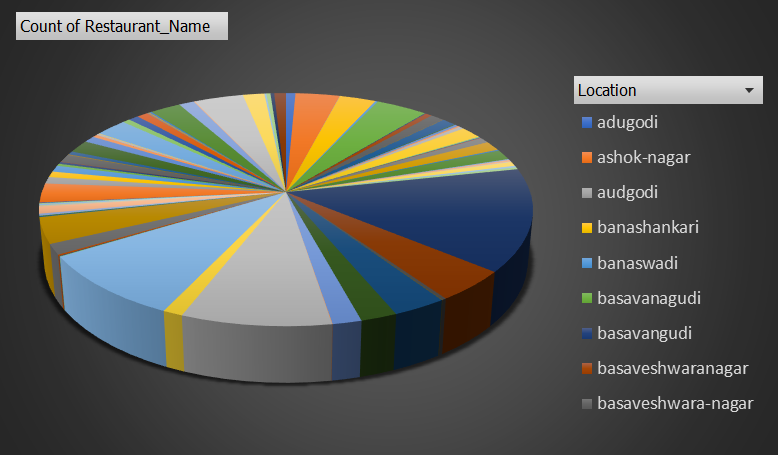 Count of Restaurant_Name
Location
adugodi
ashok-nagar
audgodi
banashankari
banaswadi
basavanagudi
basavangudi
basaveshwaranagar
basaveshwara-nagar